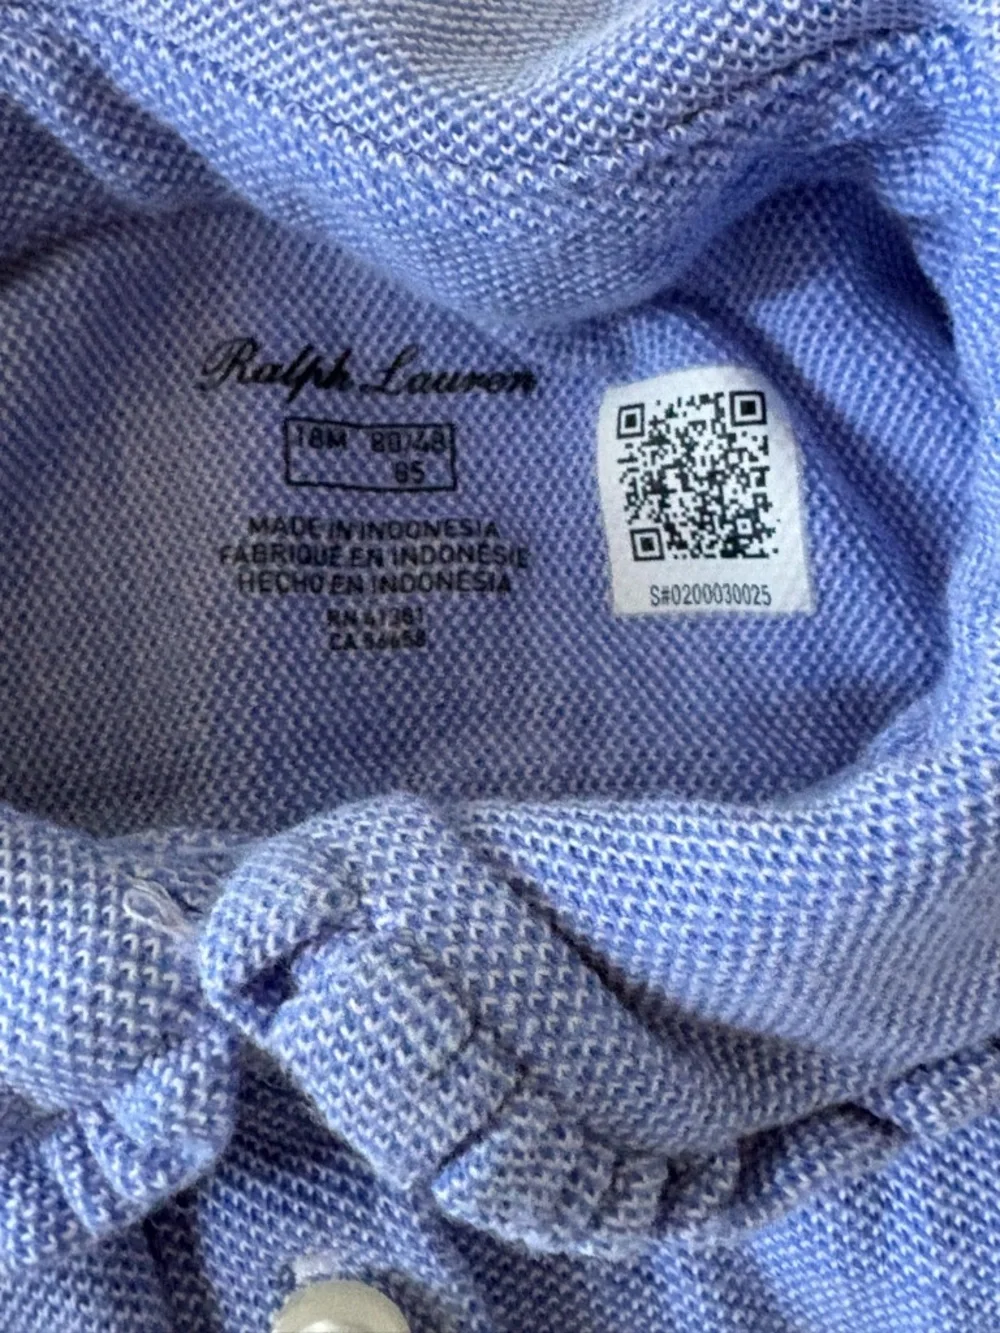 Ralph Lauren
18M 80/48
85
MADE IN INDONESIA
FABRIQUÉ EN INDONÉSIE
HECHO EN INDONESIA
RN 41381
CA 56458
S#0200030025